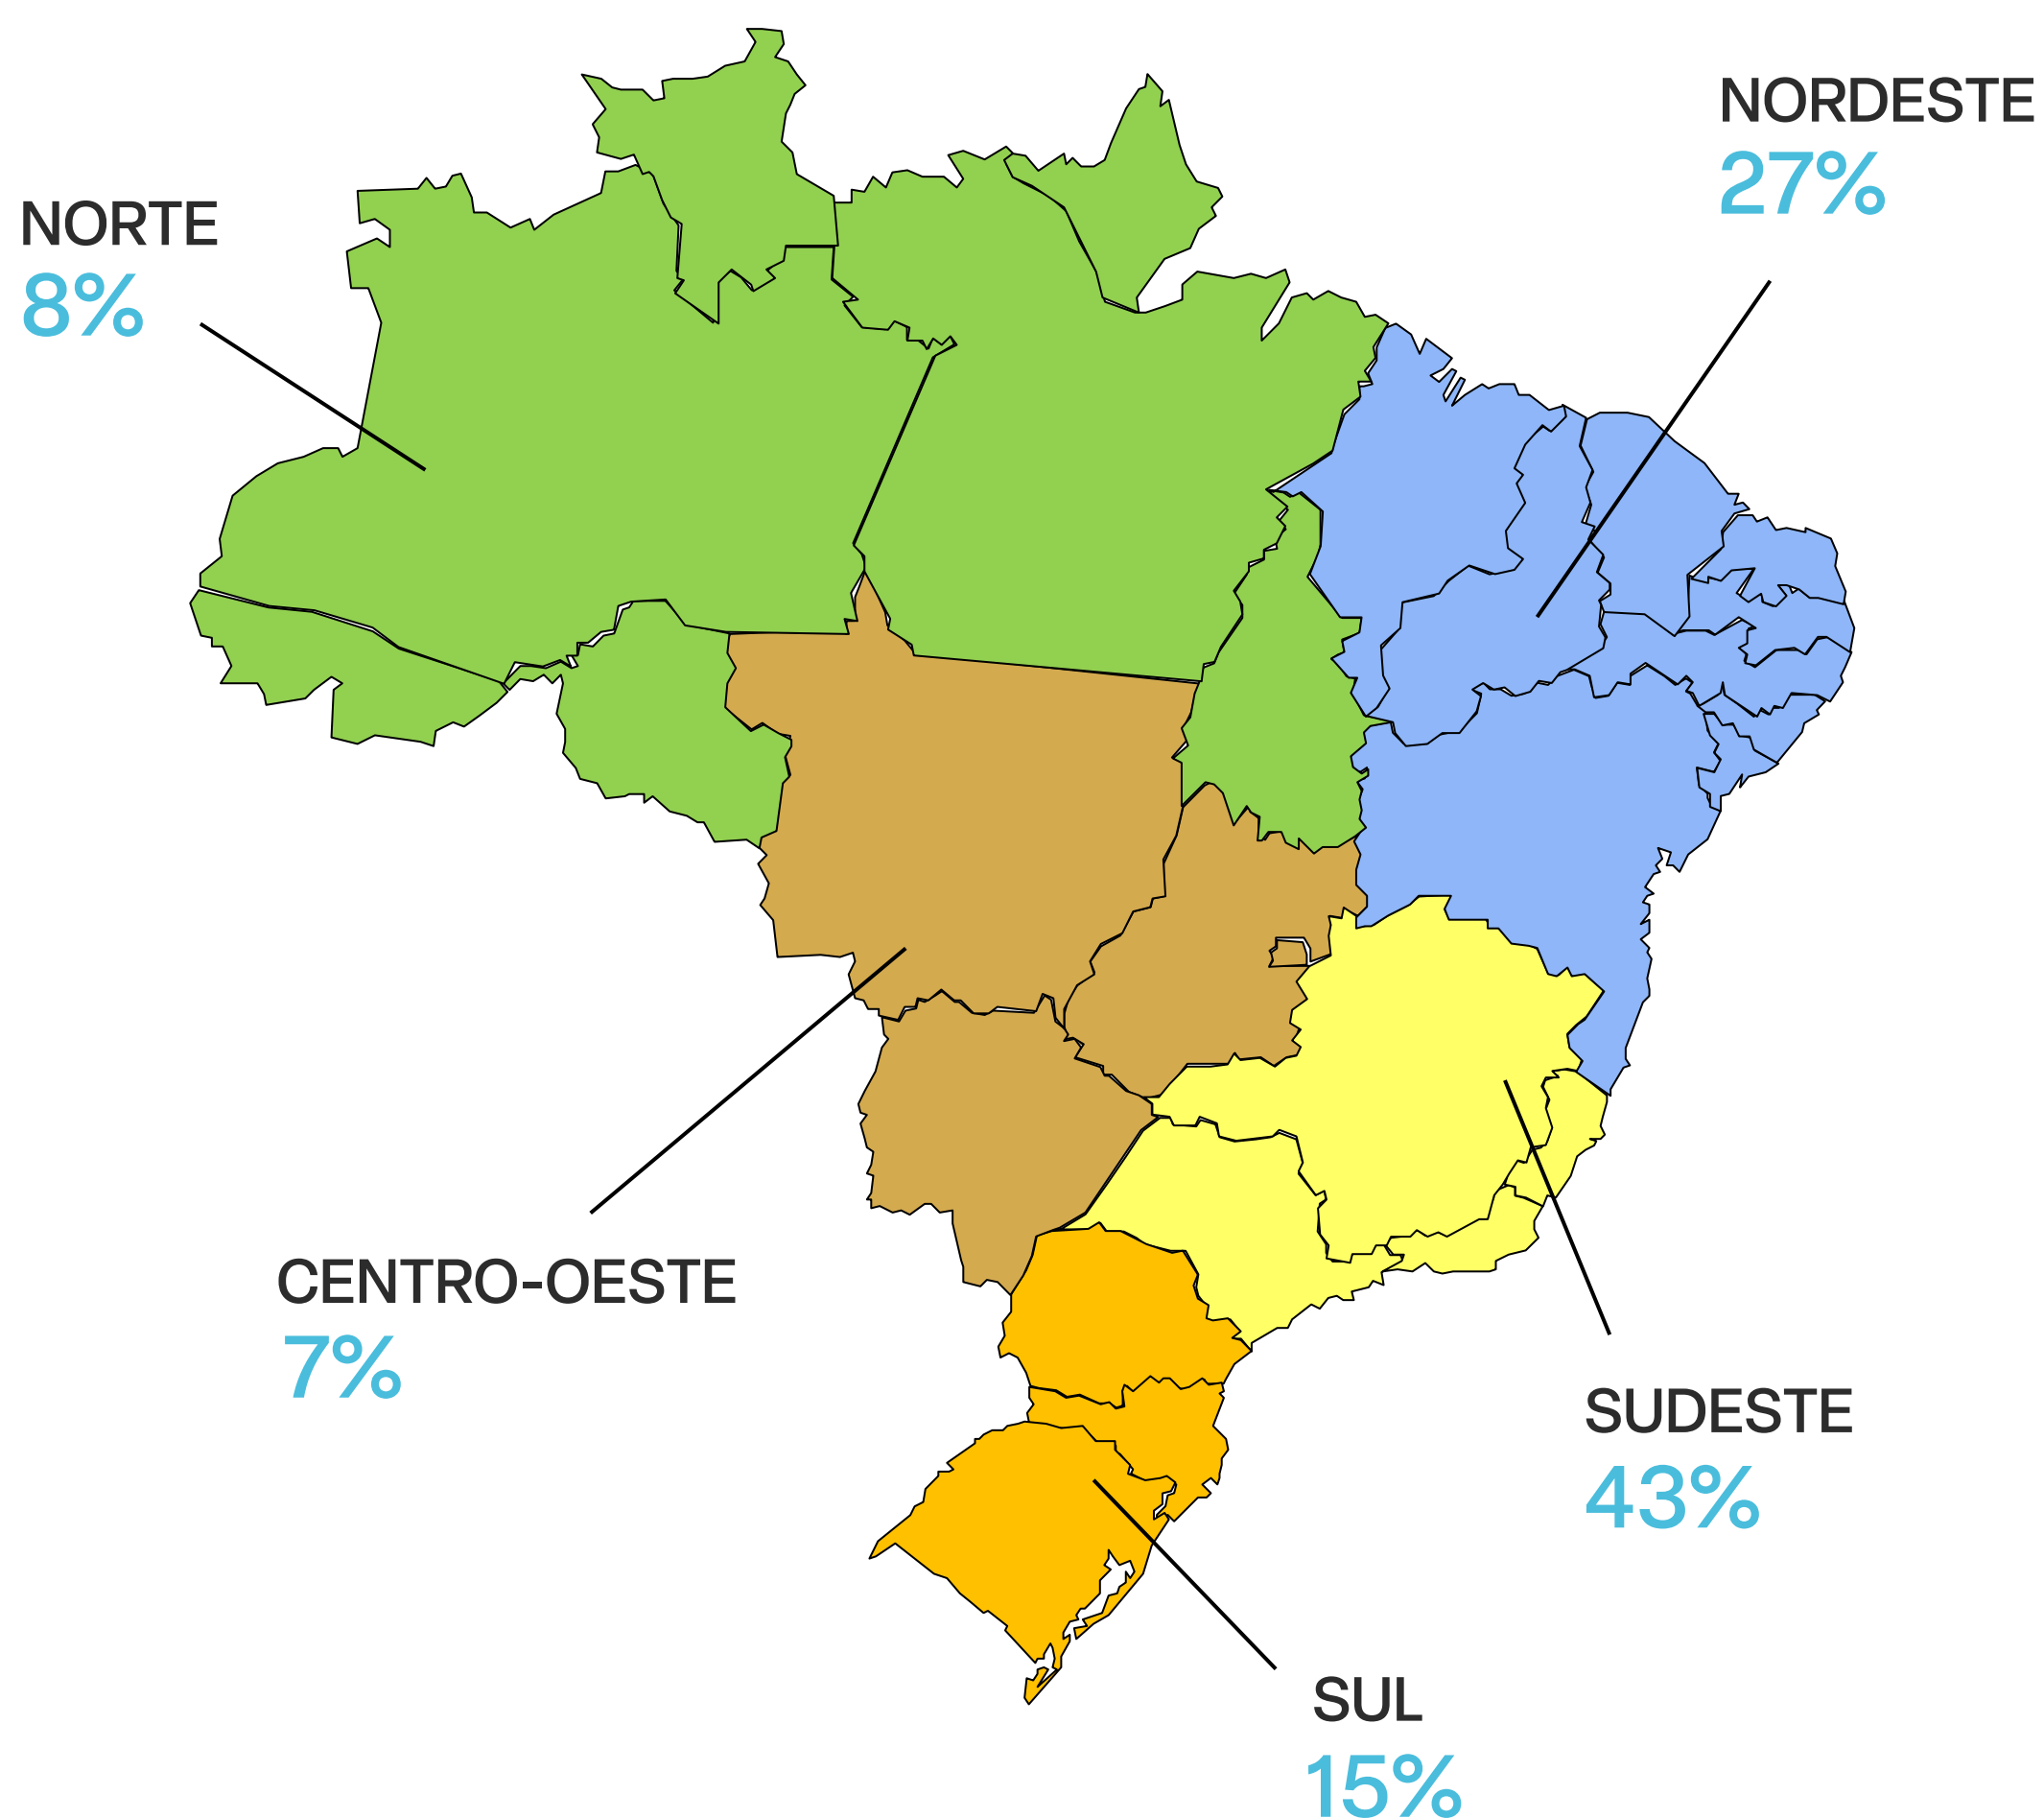 NORDESTE
27%
NORTE
8%
CENTRO-OESTE
7%
SUDESTE
43%
SUL
15%